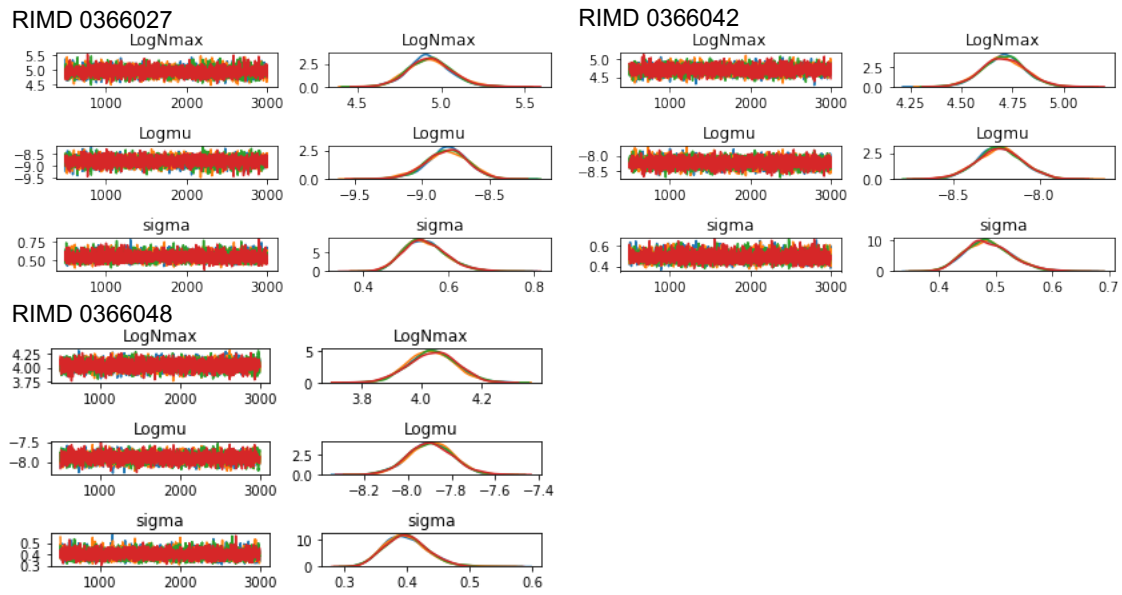 RIMD 0366027
LogNmax
5.5
5.0
4.5
1000 2000 3000
LogNmax
2.5
0.0
4.5 5.0 5.5
Logmu
−8.5
−9.0
−9.5
1000 2000 3000
Logmu
2.5
0.0
−9.5 −9.0 −8.5
sigma
0.75
0.50
1000 2000 3000
sigma
5
0
0.4 0.6 0.8
RIMD 0366042
LogNmax
5.0
4.5
1000 2000 3000
LogNmax
2.5
0.0
4.25 4.50 4.75 5.00
Logmu
−8.0
−8.5
1000 2000 3000
Logmu
2.5
0.0
−8.5 −8.0
sigma
0.6
0.4
1000 2000 3000
sigma
10
0
0.4 0.5 0.6 0.7
RIMD 0366048
LogNmax
4.25
4.00
3.75
1000 2000 3000
LogNmax
5
0
3.8 4.0 4.2
Logmu
−7.5
−8.0
1000 2000 3000
Logmu
2.5
0.0
−8.2 −8.0 −7.8 −7.6 −7.4
sigma
0.5
0.4
0.3
1000 2000 3000
sigma
10
0
0.3 0.4 0.5 0.6